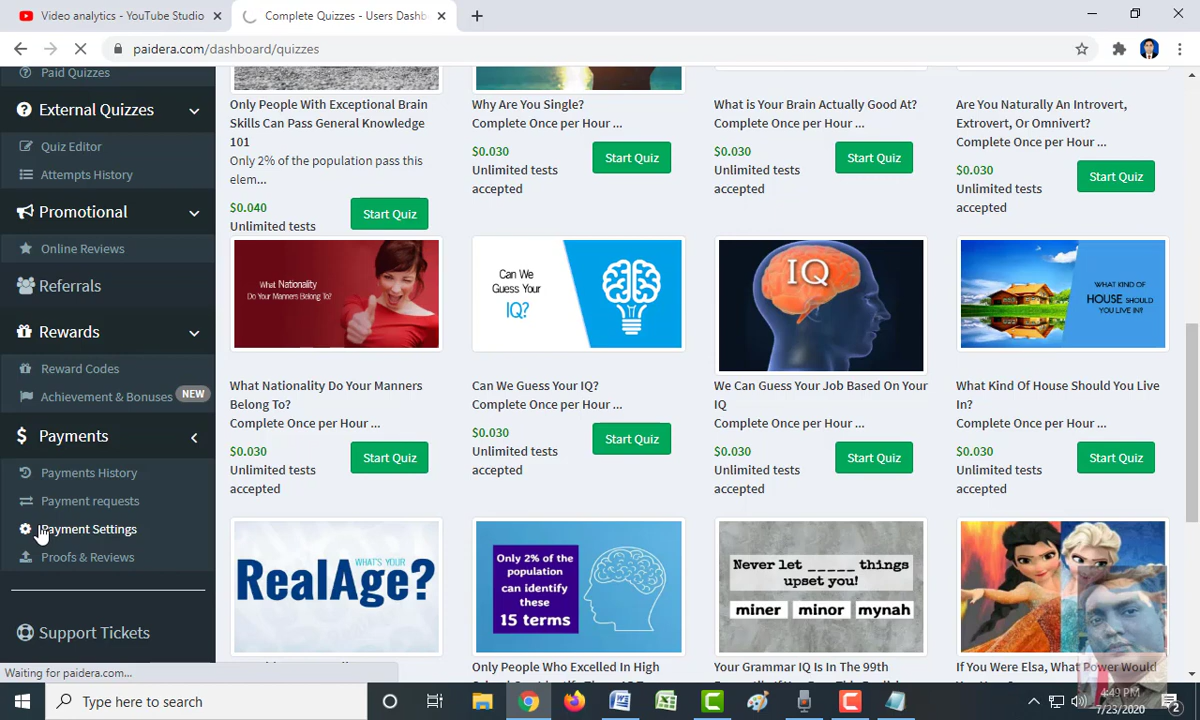 Video analytics - YouTube Studio
Complete Quizzes - Users Dashb
paidera.com/dashboard/quizzes
Paid Quizzes
External Quizzes
Quiz Editor
Attempts History
Promotional
Online Reviews
Referrals
Rewards
Reward Codes
Achievement & Bonuses NEW
Payments
Payments History
Payment requests
Payment Settings
Proofs & Reviews
Support Tickets
Waiting for paidera.com...
Only People With Exceptional Brain
Skills Can Pass General Knowledge
101
Only 2% of the population pass this
elem...
$0.040
Unlimited tests
Start Quiz
Why Are You Single?
Complete Once per Hour ...
$0.030
Unlimited tests
accepted
Start Quiz
What is Your Brain Actually Good At?
Complete Once per Hour ...
$0.030
Unlimited tests
accepted
Start Quiz
Are You Naturally An Introvert,
Extrovert, Or Omnivert?
Complete Once per Hour ...
$0.030
Unlimited tests
accepted
Start Quiz
What Nationality
Do Your Manners Belong To?
What Nationality Do Your Manners
Belong To?
Complete Once per Hour ...
$0.030
Unlimited tests
accepted
Start Quiz
Can We
Guess Your
IQ?
Can We Guess Your IQ?
Complete Once per Hour ...
$0.030
Unlimited tests
accepted
Start Quiz
IQ
We Can Guess Your Job Based On Your
IQ
Complete Once per Hour ...
$0.030
Unlimited tests
accepted
Start Quiz
WHAT KIND OF
HOUSE SHOULD
YOU LIVE IN?
What Kind Of House Should You Live
In?
Complete Once per Hour ...
$0.030
Unlimited tests
accepted
Start Quiz
WHAT'S YOUR
RealAge?
Only 2% of the
population
can identify
these
15 terms
Only People Who Excelled In High
Never let _____ things
upset you!
miner minor mynah
Your Grammar IQ Is In The 99th
If You Were Elsa, What Power Would
Type here to search
4:49 PM
7/23/2020
2